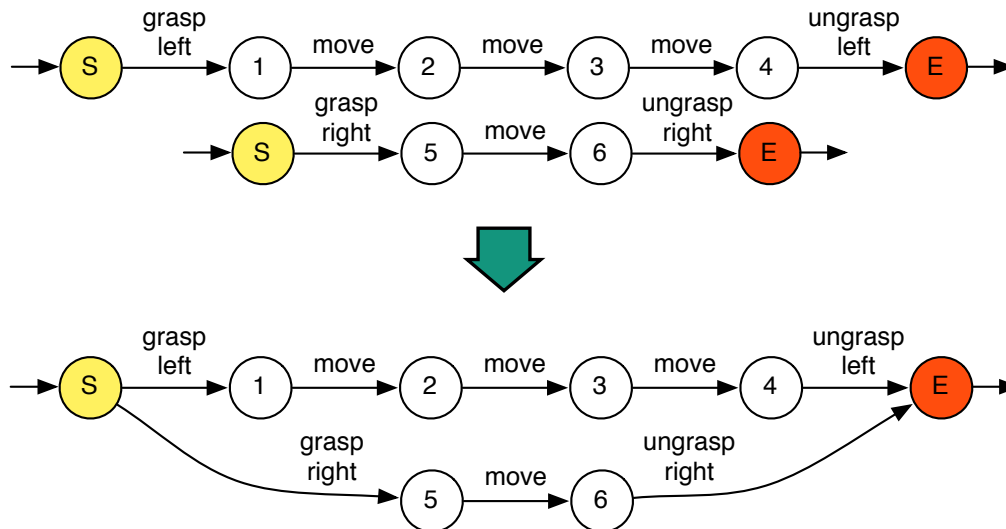 grasp
left
move
move
move
ungrasp
left
S
1
2
3
4
E
grasp
right
move
ungrasp
right
S
5
6
E
grasp
left
move
move
move
ungrasp
left
S
1
2
3
4
E
grasp
right
move
ungrasp
right
5
6